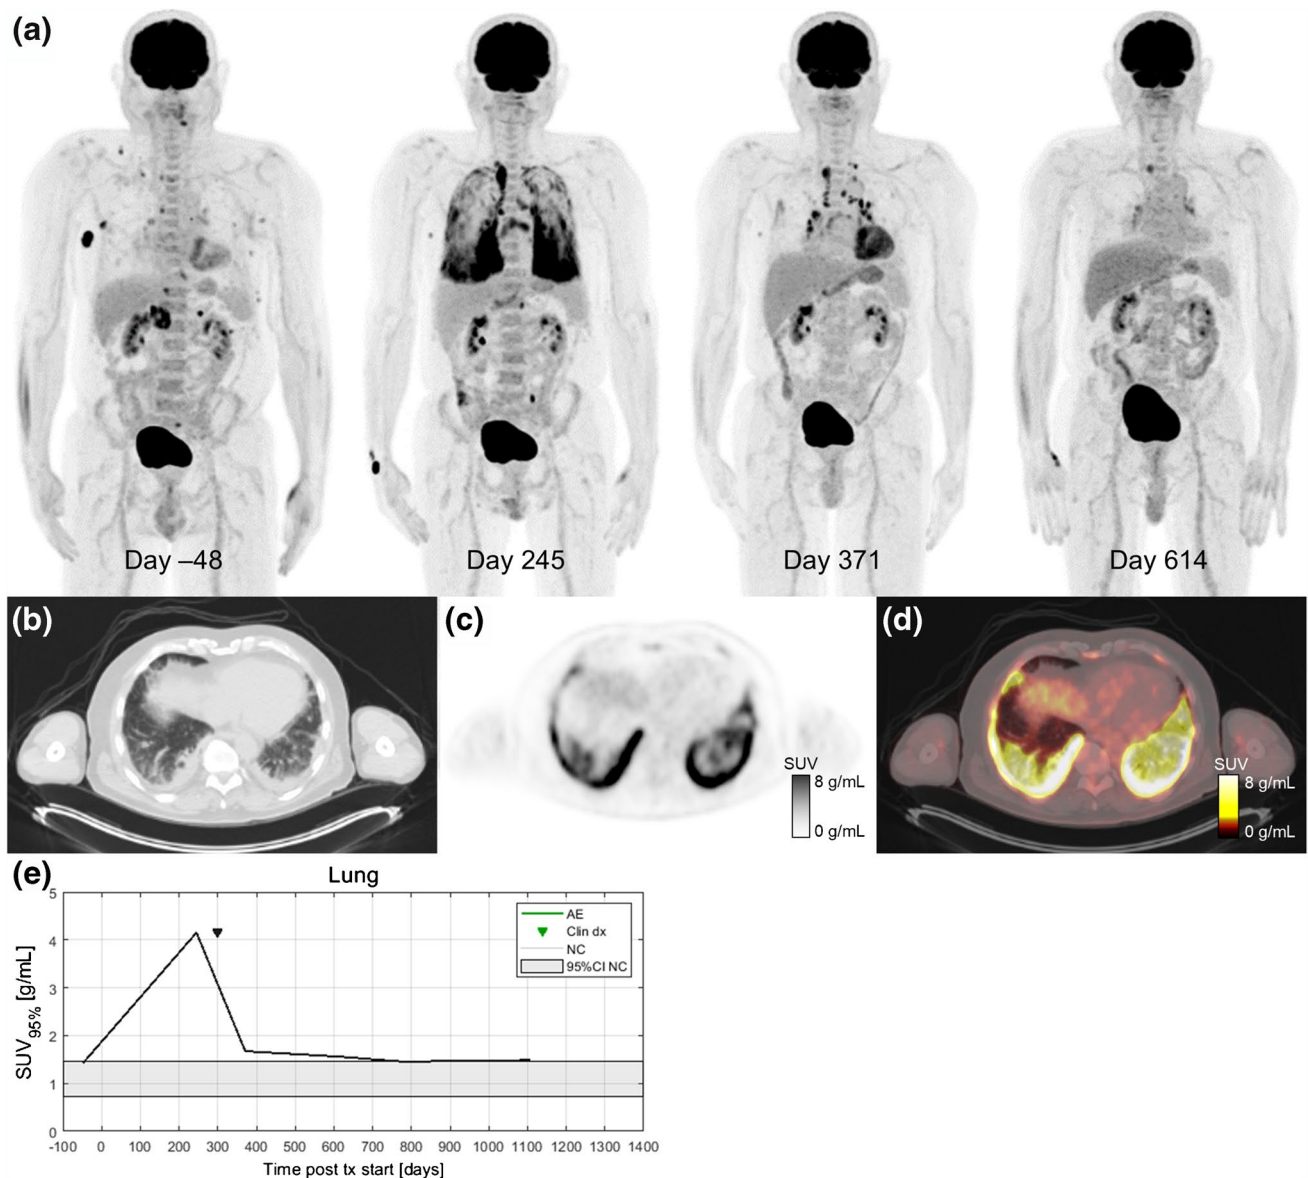 (a)
Day –48
Day 245
Day 371
Day 614
(b)
(c)
SUV
8 g/mL
0 g/mL
(d)
SUV
8 g/mL
0 g/mL
(e)
Lung
SUV95% [g/mL]
5
4
3
2
1
0
AE
Clin dx
NC
95%CI NC
-100 0 100 200 300 400 500 600 700 800 900 1000 1100 1200 1300 1400
Time post tx start [days]